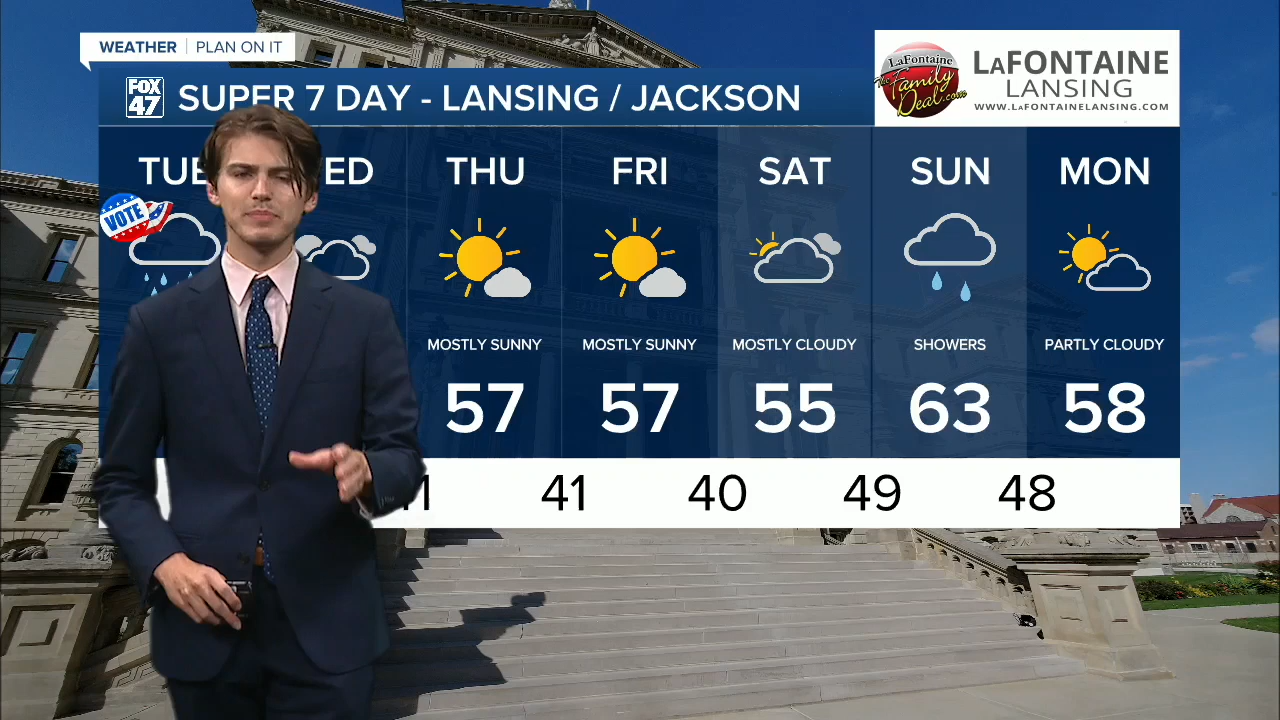 WEATHER | PLAN ON IT
FOX
47
SUPER 7 DAY - LANSING / JACKSON
LaFontaine
The Family
Deal.com
LAFONTAINE
LANSING
WWW.LAFONTAINELANSING.COM
TUE THU FRI SAT SUN MON
VOTE
MOSTLY SUNNY MOSTLY SUNNY MOSTLY CLOUDY SHOWERS PARTLY CLOUDY
57 57 55 63 58
41 40 49 48